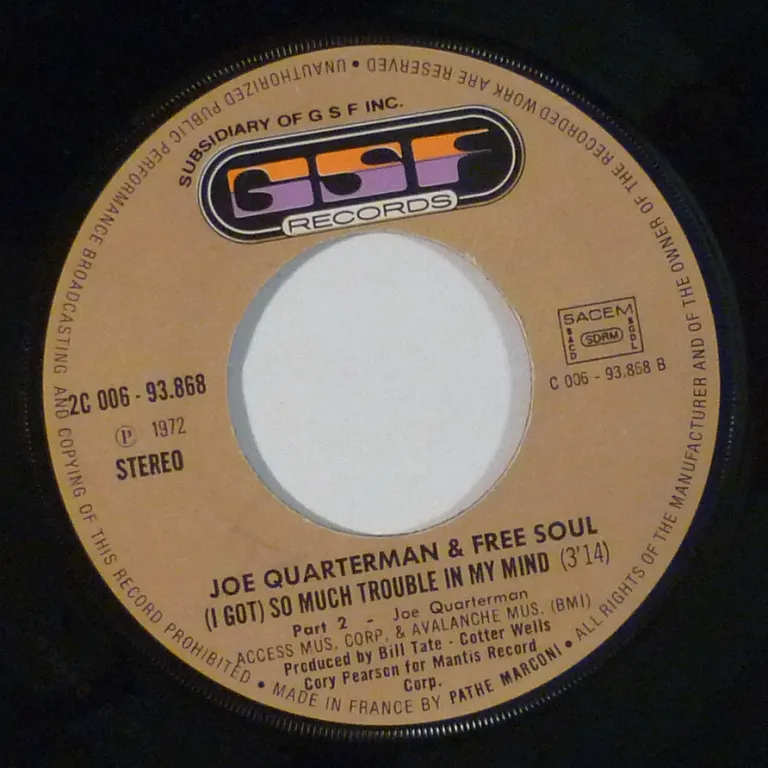 SUBSIDIARY OF G S F INC.
GSF
RECORDS
SACEM
SACD SDRM SGDL
C 006 - 93.868 B
2C 006 - 93.868
Ⓟ 1972
STEREO
JOE QUARTERMAN & FREE SOUL
(I GOT) SO MUCH TROUBLE IN MY MIND (3'14)
Part 2 - Joe Quarterman
ACCESS MUS. CORP. & AVALANCHE MUS. (BMI)
Produced by Bill Tate - Cotter Wells
Cory Pearson for Mantis Record
Corp.
• MADE IN FRANCE BY PATHE MARCONI • ALL RIGHTS OF THE MANUFACTURER AND OF THE OWNER OF THE RECORDED WORK ARE RESERVED • UNAUTHORIZED PUBLIC PERFORMANCE BROADCASTING AND COPYING OF THIS RECORD PROHIBITED